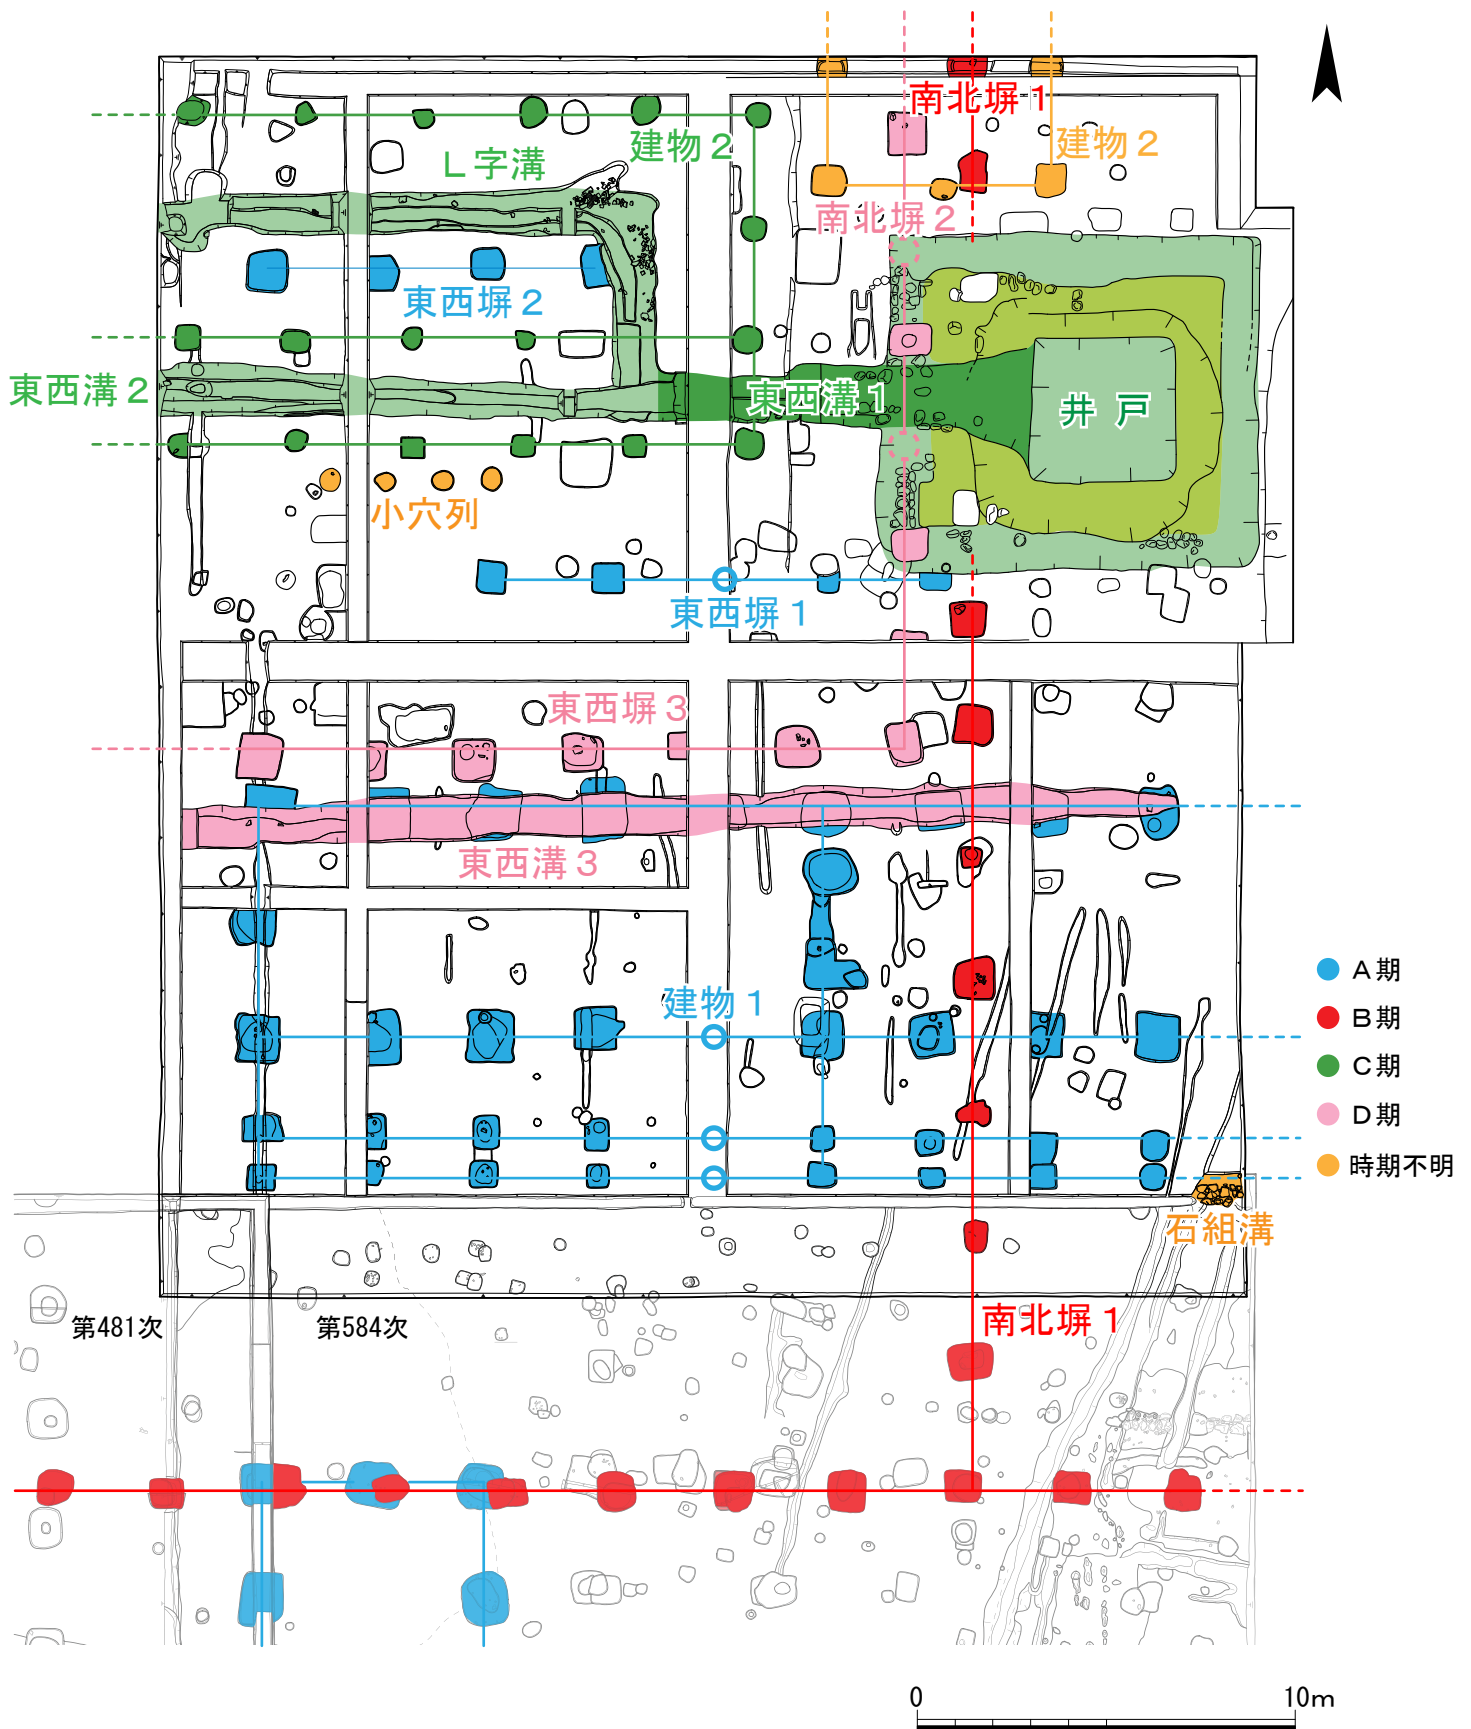 南北塀１
建物２
建物２
Ｌ字溝
南北塀２
東西塀２
東西溝２
東西溝１
井戸
小穴列
東西塀１
東西塀３
東西溝３
建物１
Ａ期
Ｂ期
Ｃ期
Ｄ期
時期不明
石組溝
第481次
第584次
南北塀１
0
10m